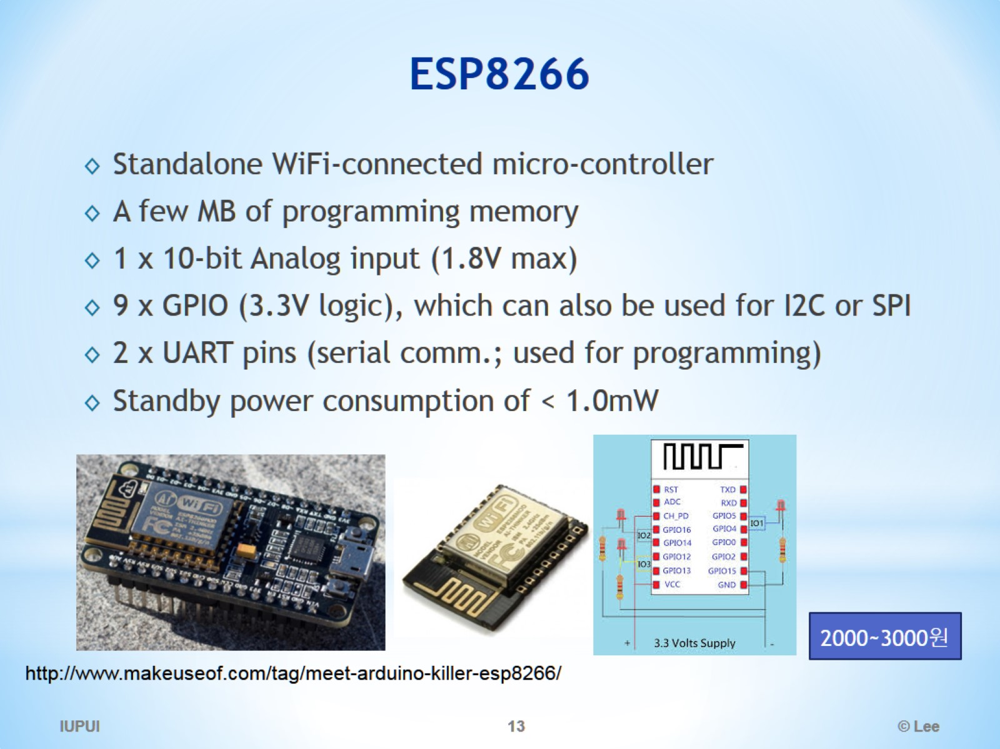 ESP8266
Standalone WiFi-connected micro-controller
A few MB of programming memory
1 x 10-bit Analog input (1.8V max)
9 x GPIO (3.3V logic), which can also be used for I2C or SPI
2 x UART pins (serial comm.; used for programming)
Standby power consumption of < 1.0mW
WiFi
FC
WiFi
FC
RST TXD
ADC RXD
CH_PD GPIO5
IO1
GPIO16 GPIO4
IO2
GPIO14 GPIO0
GPIO12 GPIO2
IO3
GPIO13 GPIO15
VCC GND
+ 3.3 Volts Supply -
2000~3000원
http://www.makeuseof.com/tag/meet-arduino-killer-esp8266/
IUPUI 13 © Lee